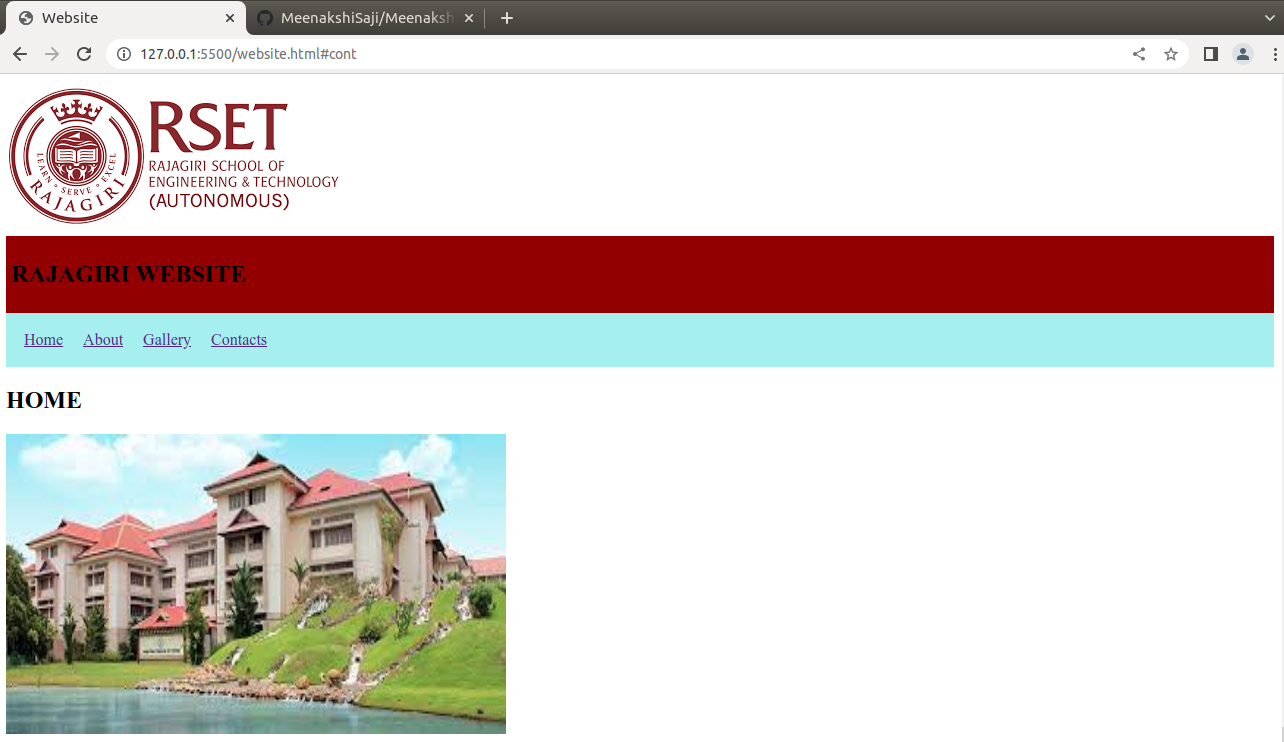 Website
MeenakshiSaji/Meenaksh
127.0.0.1:5500/website.html#cont
RSET
RAJAGIRI SCHOOL OF
ENGINEERING & TECHNOLOGY
(AUTONOMOUS)
LEARN ° SERVE ° EXCEL
RAJAGIRI
RAJAGIRI WEBSITE
Home About Gallery Contacts
HOME